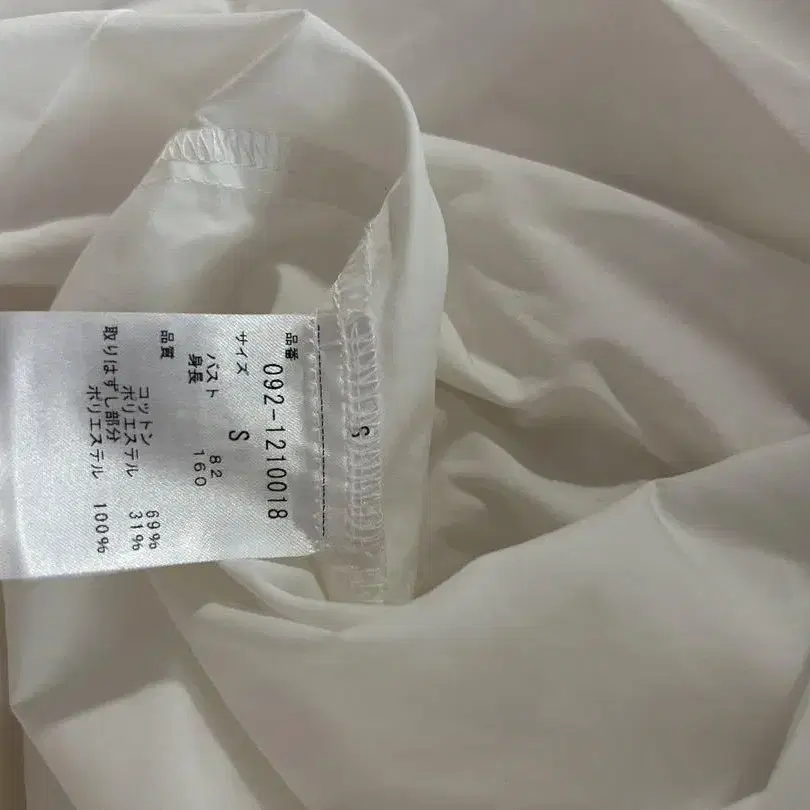 品番 092-1210018
サイズ S
バスト 82
身長 160
品質
コットン 69%
ポリエステル 31%
取りはずし部分
ポリエステル 100%
S